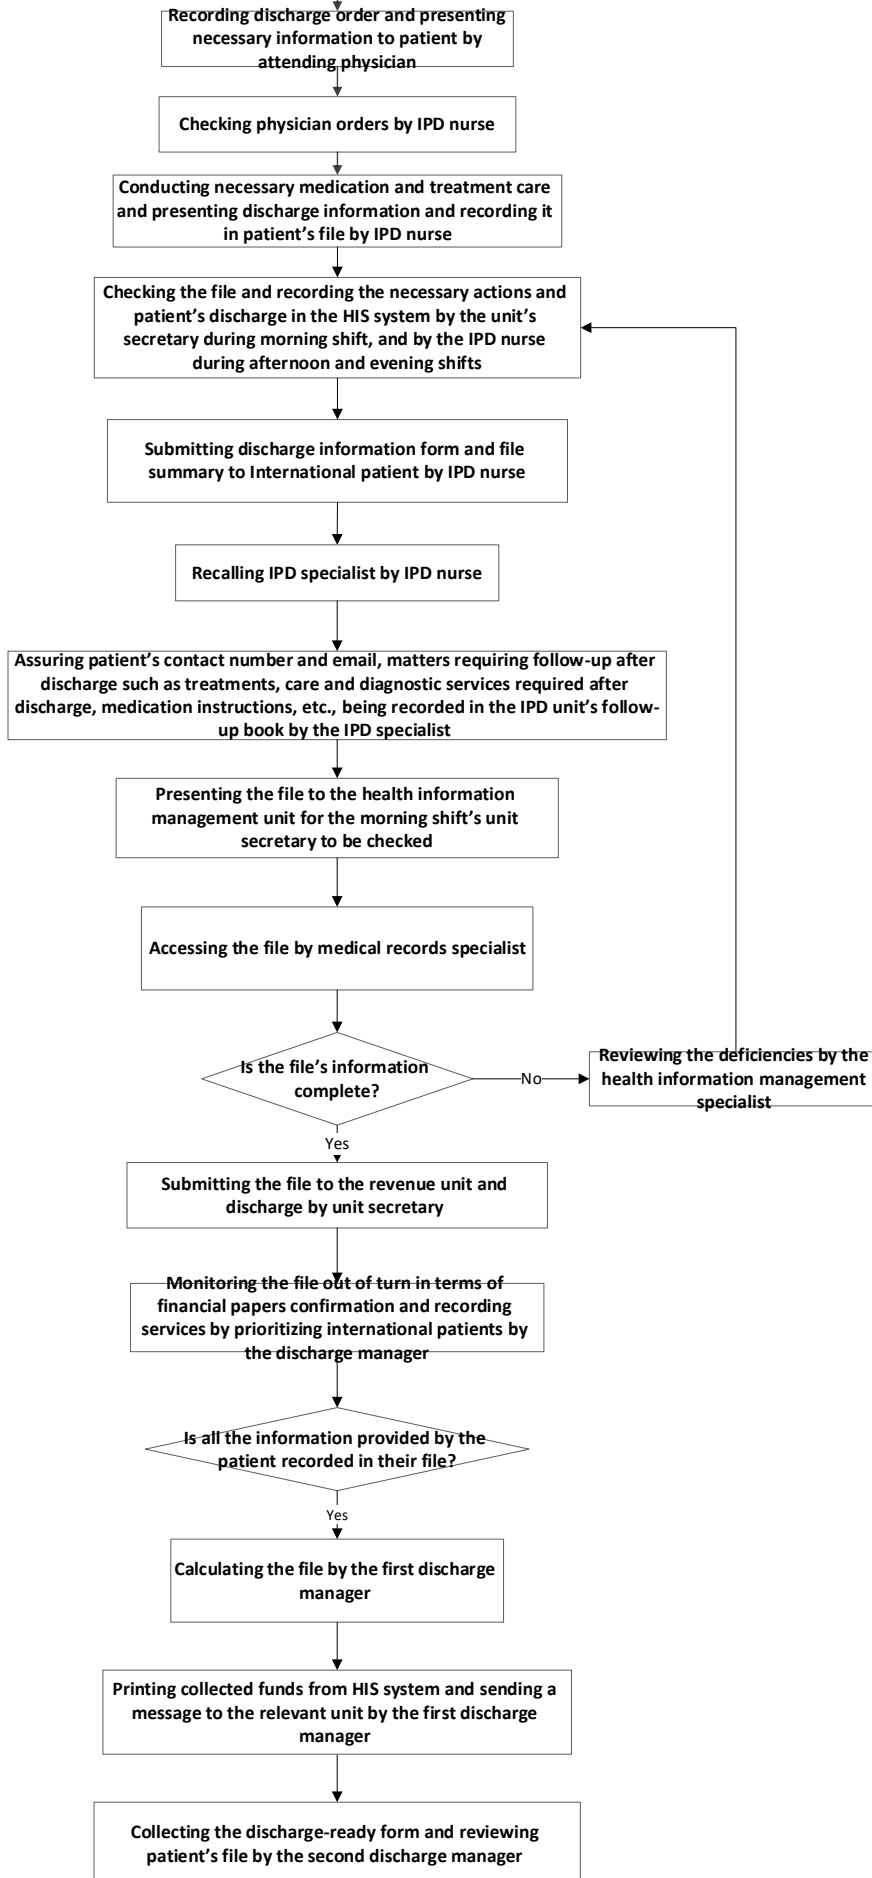 Recording discharge order and presenting
necessary information to patient by
attending physician
Checking physician orders by IPD nurse
Conducting necessary medication and treatment care
and presenting discharge information and recording it
in patient’s file by IPD nurse
Checking the file and recording the necessary actions and
patient’s discharge in the HIS system by the unit’s
secretary during morning shift, and by the IPD nurse
during afternoon and evening shifts
Submitting discharge information form and file
summary to International patient by IPD nurse
Recalling IPD specialist by IPD nurse
Assuring patient’s contact number and email, matters requiring follow-up after
discharge such as treatments, care and diagnostic services required after
discharge, medication instructions, etc., being recorded in the IPD unit’s follow-
up book by the IPD specialist
Presenting the file to the health information
management unit for the morning shift’s unit
secretary to be checked
Accessing the file by medical records specialist
Is the file’s information
complete?
No
Reviewing the deficiencies by the
health information management
specialist
Yes
Submitting the file to the revenue unit and
discharge by unit secretary
Monitoring the file out of turn in terms of
financial papers confirmation and recording
services by prioritizing international patients by
the discharge manager
Is all the information provided by the
patient recorded in their file?
Yes
Calculating the file by the first discharge
manager
Printing collected funds from HIS system and sending a
message to the relevant unit by the first discharge
manager
Collecting the discharge-ready form and reviewing
patient’s file by the second discharge manager